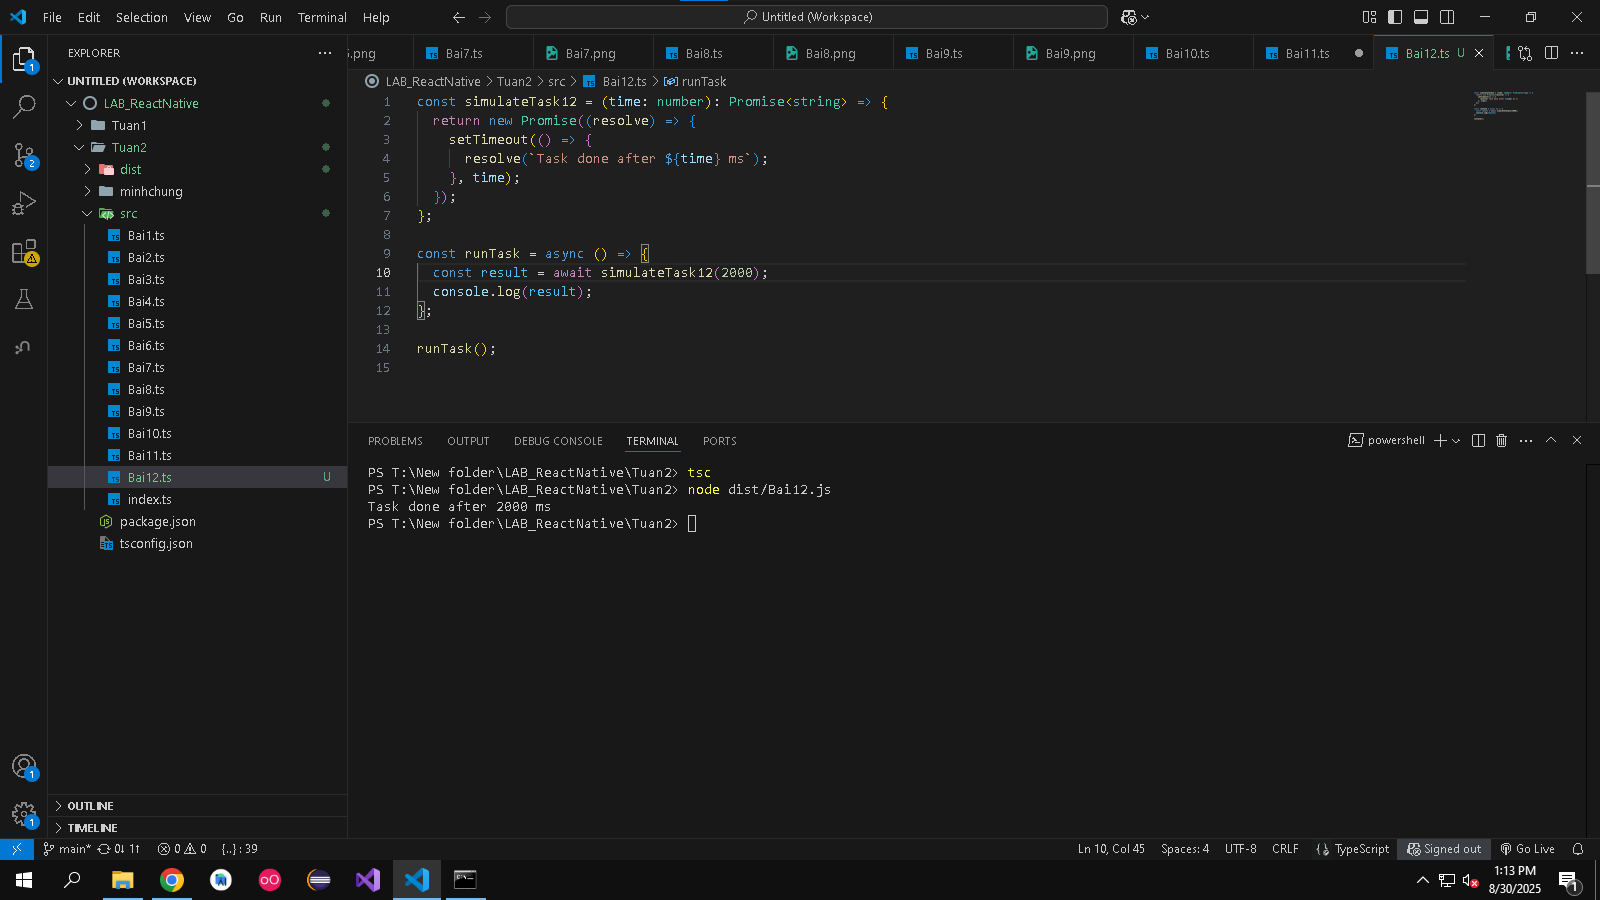 File Edit Selection View Go Run Terminal Help
Untitled (Workspace)
EXPLORER
UNTITLED (WORKSPACE)
LAB_ReactNative
Tuan1
Tuan2
dist
minhchung
src
Bai1.ts
Bai2.ts
Bai3.ts
Bai4.ts
Bai5.ts
Bai6.ts
Bai7.ts
Bai8.ts
Bai9.ts
Bai10.ts
Bai11.ts
Bai12.ts U
index.ts
package.json
tsconfig.json
OUTLINE
TIMELINE
.png Bai7.ts Bai7.png Bai8.ts Bai8.png Bai9.ts Bai9.png Bai10.ts Bai11.ts Bai12.ts U
LAB_ReactNative > Tuan2 > src > Bai12.ts > runTask
1 const simulateTask12 = (time: number): Promise<string> => {
2 return new Promise((resolve) => {
3 setTimeout(() => {
4 resolve(`Task done after ${time} ms`);
5 }, time);
6 });
7 };
8
9 const runTask = async () => {
10 const result = await simulateTask12(2000);
11 console.log(result);
12 };
13
14 runTask();
15
PROBLEMS OUTPUT DEBUG CONSOLE TERMINAL PORTS
powershell
PS T:\New folder\LAB_ReactNative\Tuan2> tsc
PS T:\New folder\LAB_ReactNative\Tuan2> node dist/Bai12.js
Task done after 2000 ms
PS T:\New folder\LAB_ReactNative\Tuan2>
1
2
1
1
main* 0↓ 1↑ 0 0 {..} : 39
Ln 10, Col 45 Spaces: 4 UTF-8 CRLF TypeScript Signed out Go Live
1:13 PM
8/30/2025
1